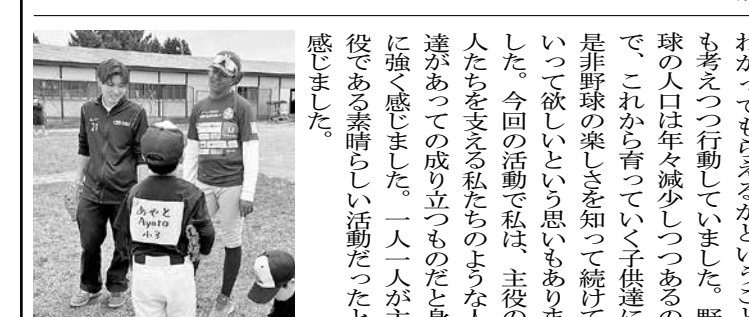 わかってもらえるかということ
も考えつつ行動していました。野
球の人口は年々減少しつつあるの
で、これから育っていく子供達に
是非野球の楽しさを知って続けて
いって欲しいという思いもありま
した。今回の活動で私は、主役の
人たちを支える私たちのような人
達があっての成り立つものだと身
に強く感じました。一人一人が主
役である素晴らしい活動だったと
感じました。
21
あやと
Ayato
小3